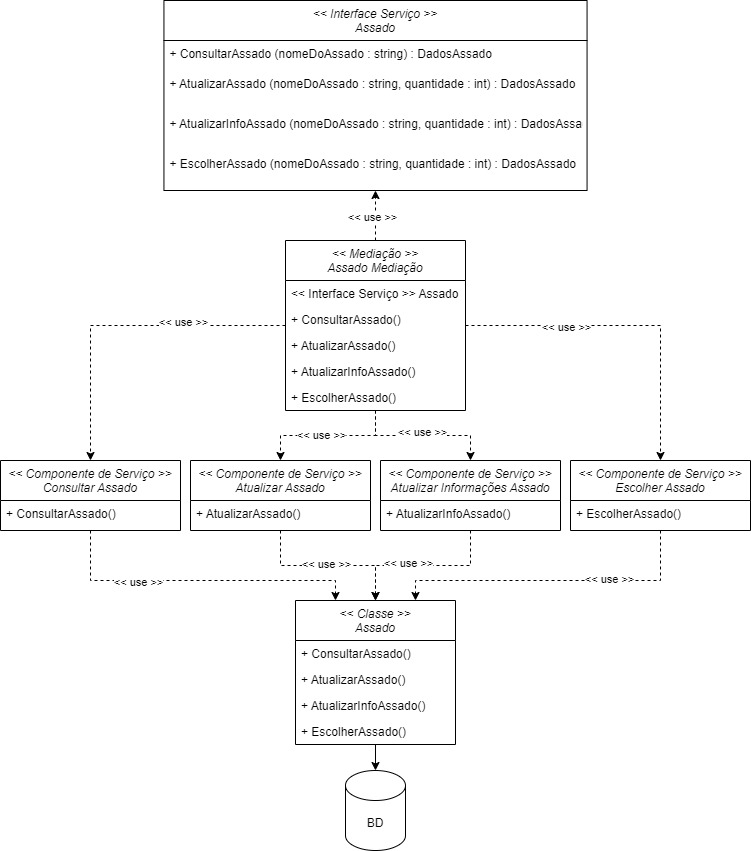 << Interface Serviço >>
Assado
+ ConsultarAssado (nomeDoAssado : string) : DadosAssado
+ AtualizarAssado (nomeDoAssado : string, quantidade : int) : DadosAssado
+ AtualizarInfoAssado (nomeDoAssado : string, quantidade : int) : DadosAssa
+ EscolherAssado (nomeDoAssado : string, quantidade : int) : DadosAssado
<< use >>
<< Mediação >>
Assado Mediação
<< Interface Serviço >> Assado
+ ConsultarAssado()
+ AtualizarAssado()
+ AtualizarInfoAssado()
+ EscolherAssado()
<< use >>
<< use >>
<< use >>
<< use >>
<< Componente de Serviço >>
Consultar Assado
+ ConsultarAssado()
<< Componente de Serviço >>
Atualizar Assado
+ AtualizarAssado()
<< Componente de Serviço >>
Atualizar Informações Assado
+ AtualizarInfoAssado()
<< Componente de Serviço >>
Escolher Assado
+ EscolherAssado()
<< use >>
<< use >>
<< use >>
<< use >>
<< Classe >>
Assado
+ ConsultarAssado()
+ AtualizarAssado()
+ AtualizarInfoAssado()
+ EscolherAssado()
BD